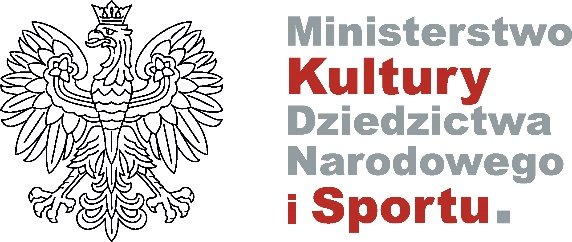 Ministerstwo
Kultury
Dziedzictwa
Narodowego
i Sportu.